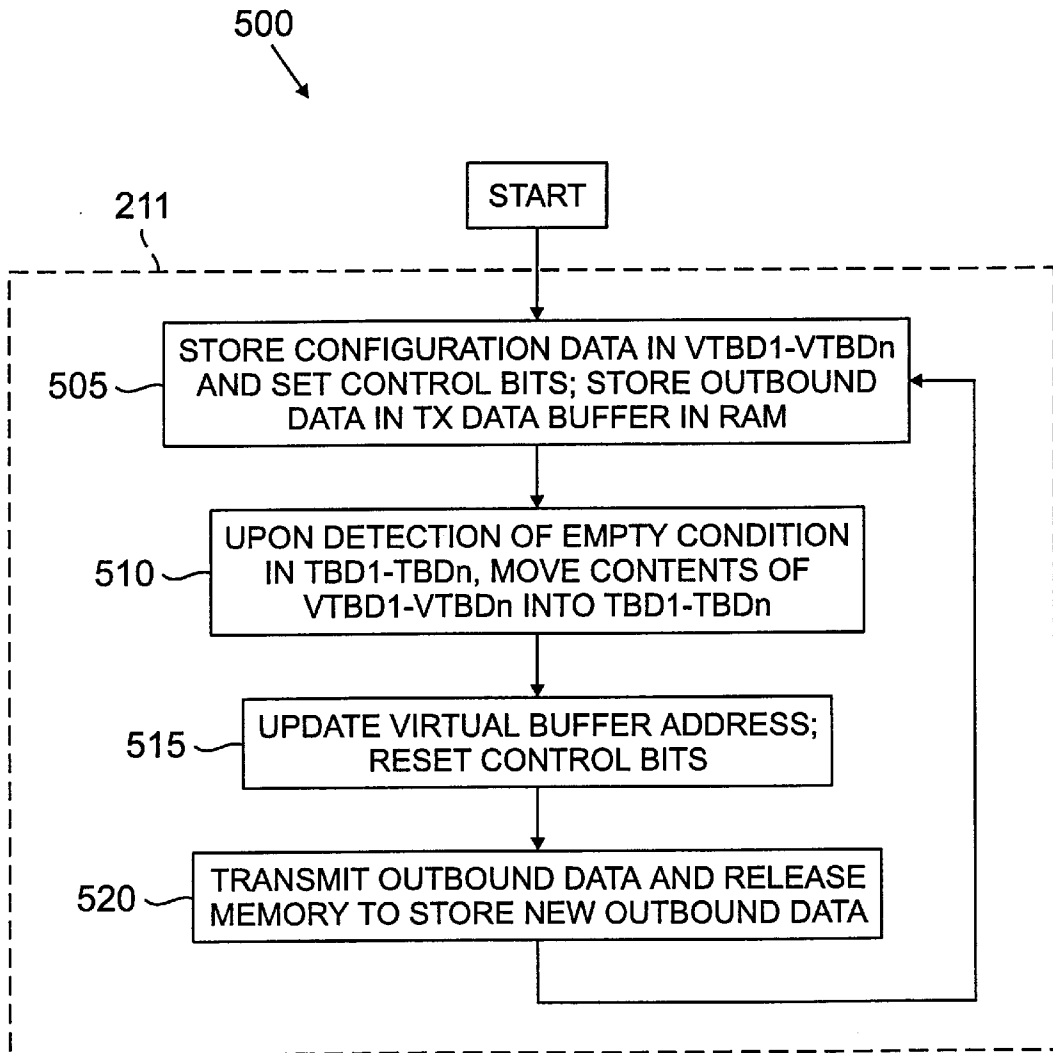 500
START
211
STORE CONFIGURATION DATA IN VTBD1-VTBDn
AND SET CONTROL BITS; STORE OUTBOUND
DATA IN TX DATA BUFFER IN RAM
505
UPON DETECTION OF EMPTY CONDITION
IN TBD1-TBDn, MOVE CONTENTS OF
VTBD1-VTBDn INTO TBD1-TBDn
510
UPDATE VIRTUAL BUFFER ADDRESS;
RESET CONTROL BITS
515
TRANSMIT OUTBOUND DATA AND RELEASE
MEMORY TO STORE NEW OUTBOUND DATA
520